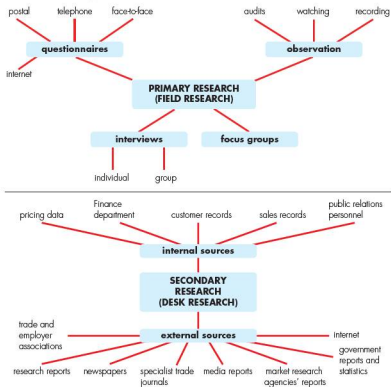 postal
telephone
face-to-face
audits
watching
recording
questionnaires
observation
internet
PRIMARY RESEARCH
(FIELD RESEARCH)
interviews
focus groups
individual
group
pricing data
Finance
department
customer records
sales records
public relations
personnel
internal sources
SECONDARY
RESEARCH
(DESK RESEARCH)
trade and
employer
associations
external sources
internet
government
reports and
statistics
research reports
newspapers
specialist trade
journals
media reports
market research
agencies' reports